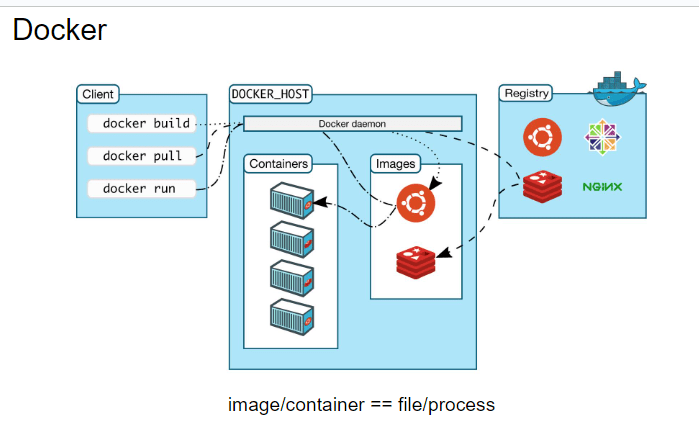 Docker
Client
docker build
docker pull
docker run
DOCKER_HOST
Docker daemon
Containers
Images
Registry
NGINX
image/container == file/process